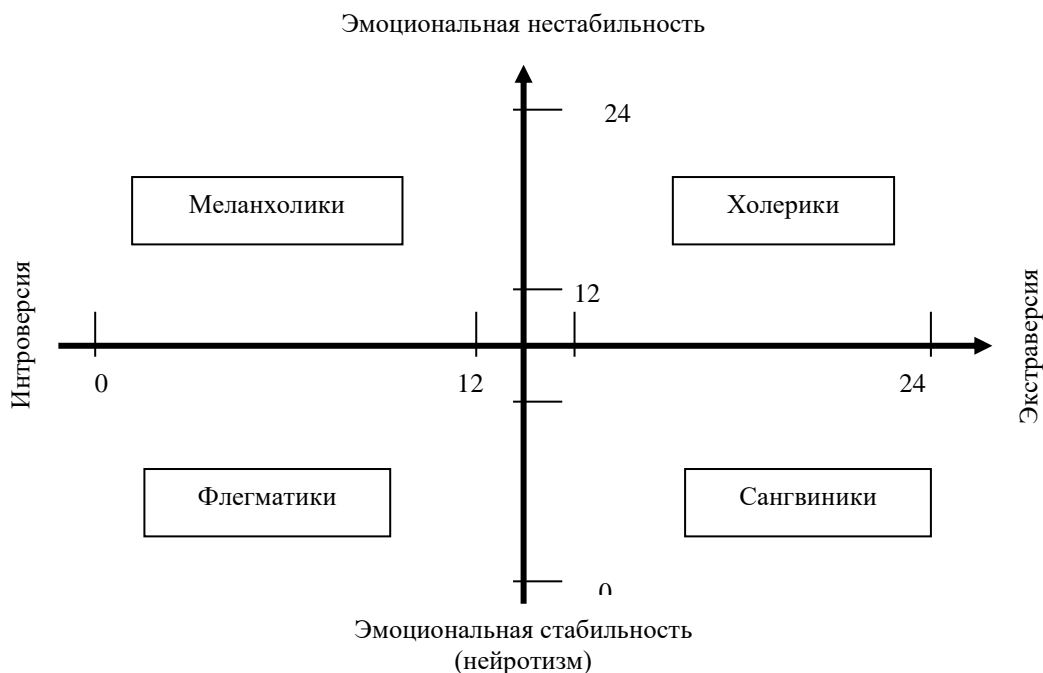 Эмоциональная нестабильность
24
Меланхолики
Холерики
12
Интроверсия
Экстраверсия
0
12
24
Флегматики
Сангвиники
0
Эмоциональная стабильность
(нейротизм)